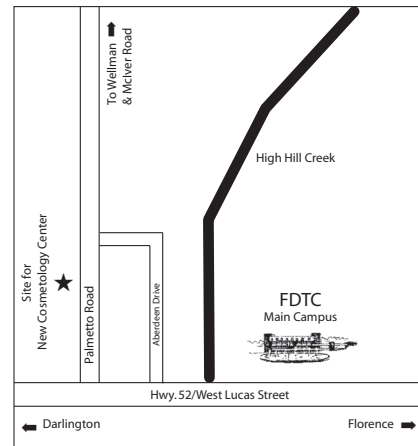 To Wellman
& McIver Road
High Hill Creek
Site for
New Cosmetology Center
Palmetto Road
Aberdeen Drive
FDTC
Main Campus
Hwy. 52/West Lucas Street
Darlington
Florence